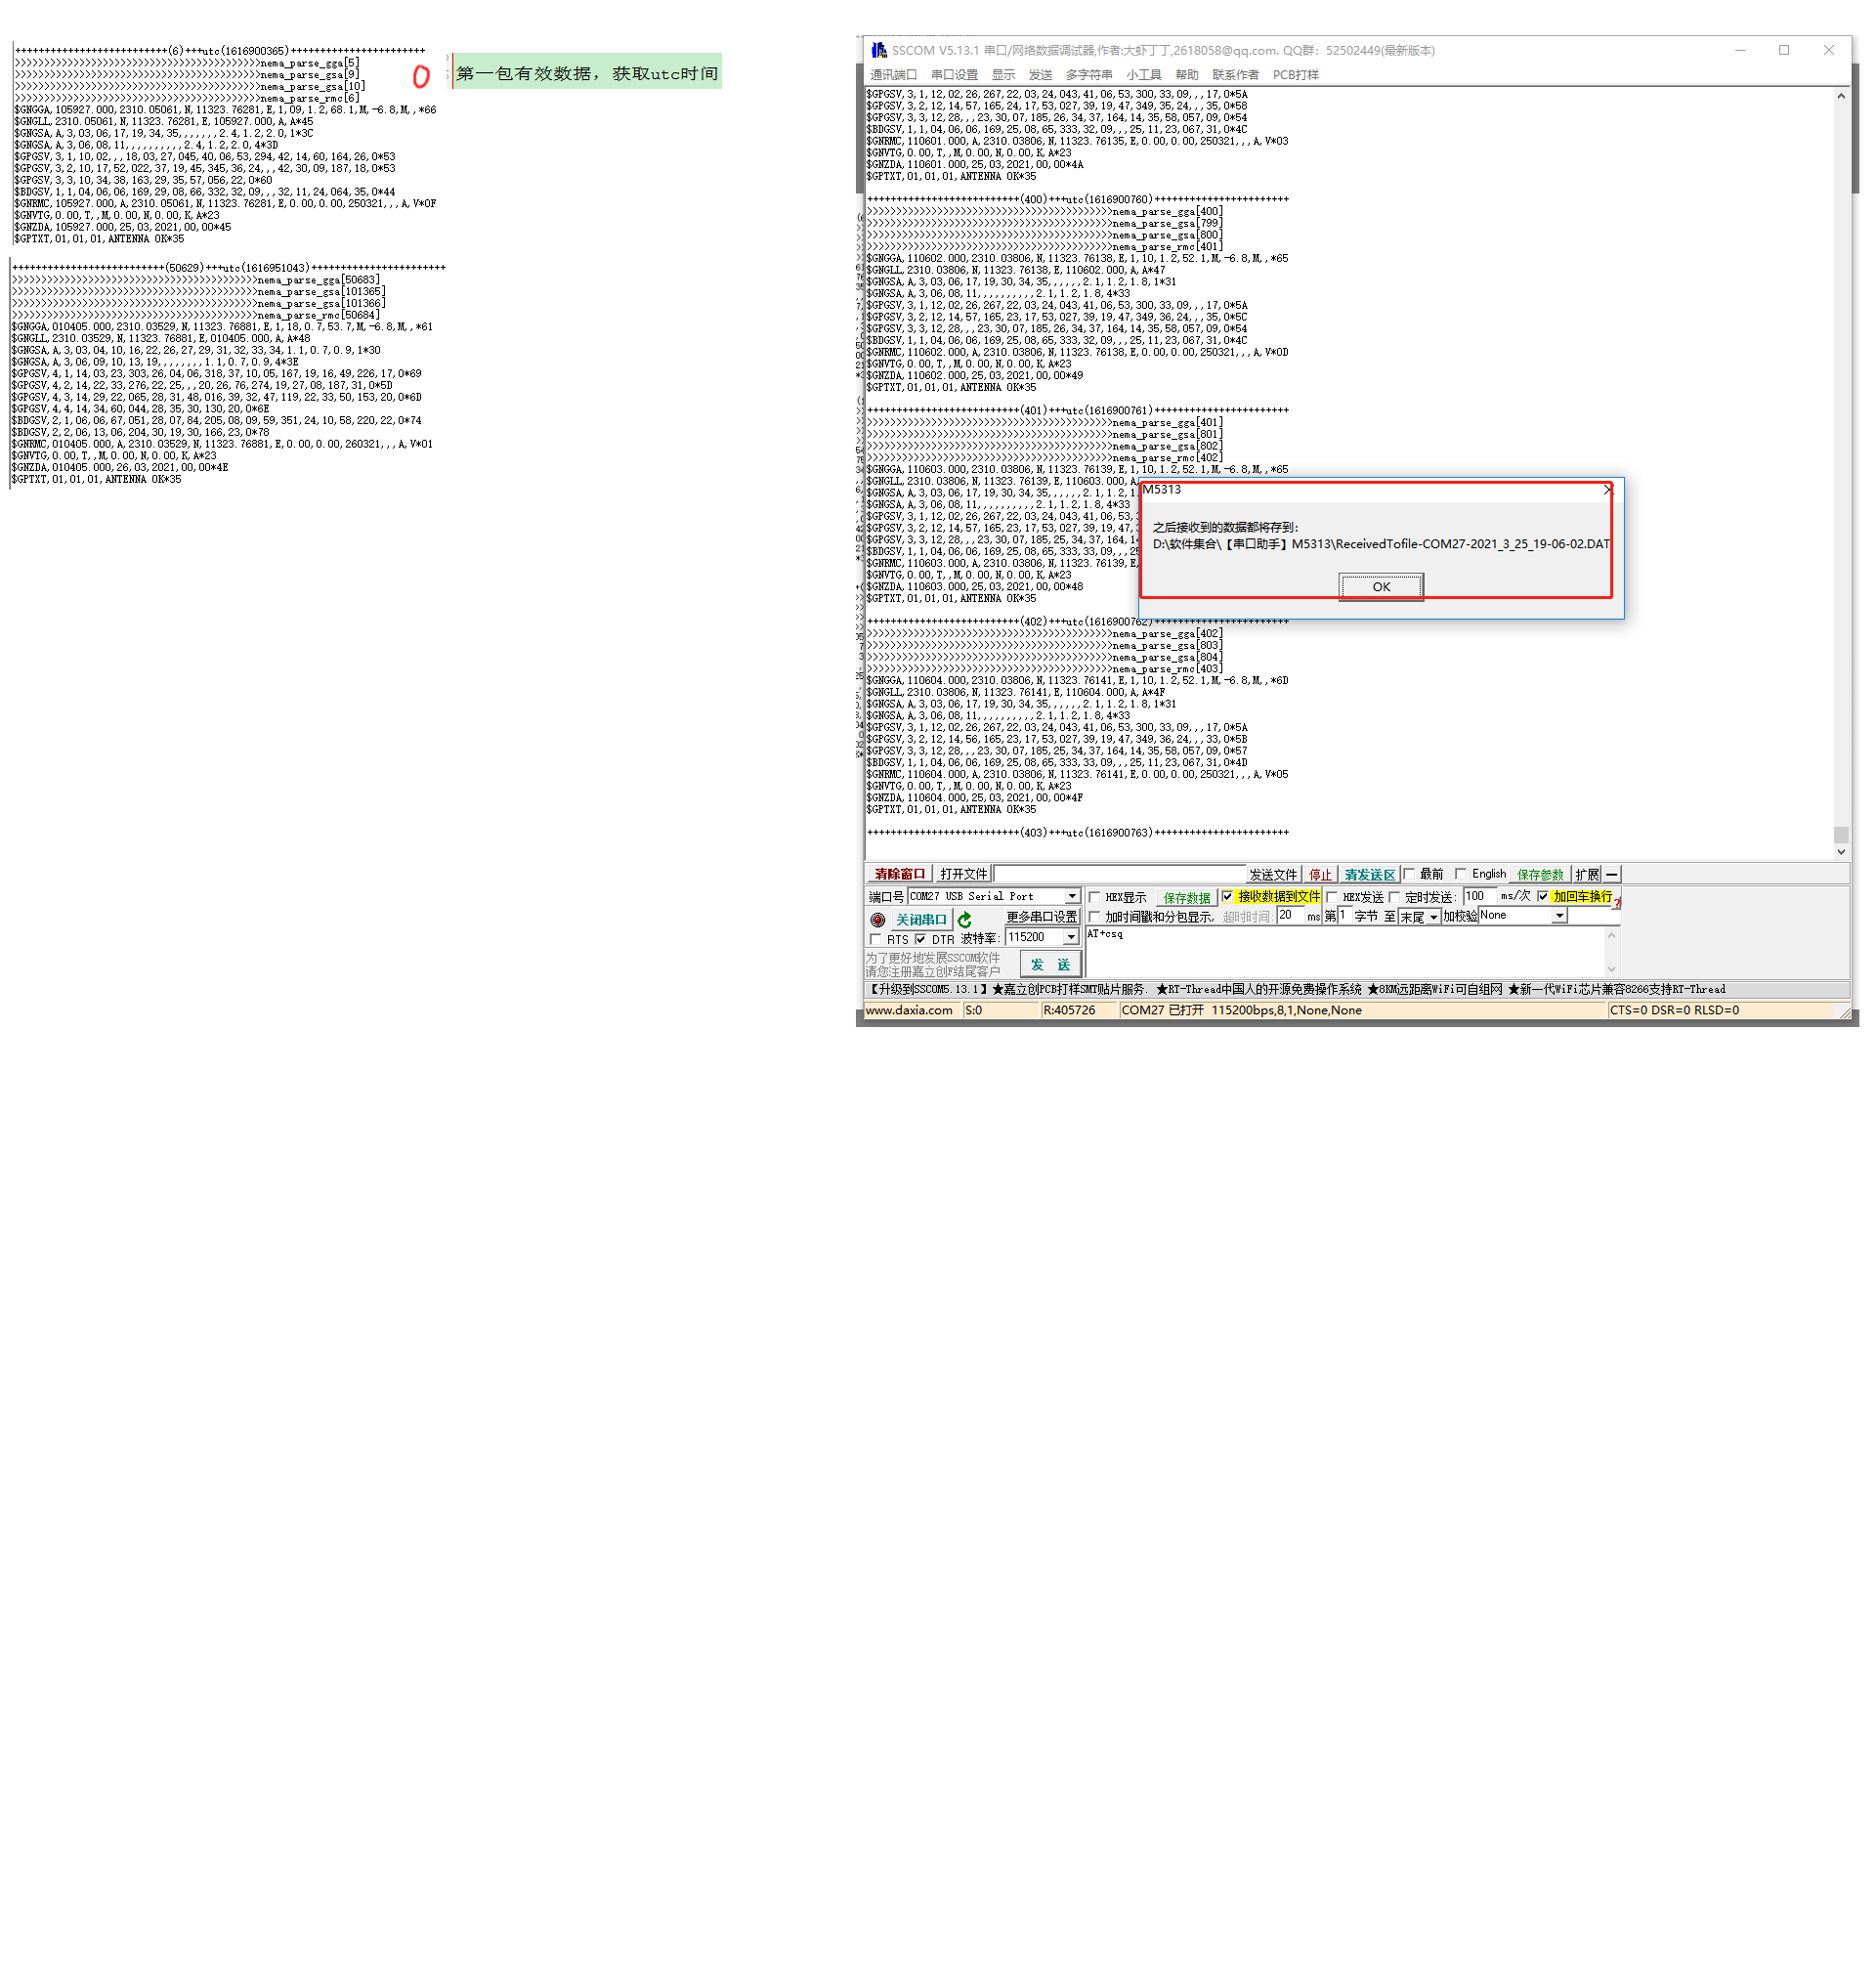 ++++++++++++++++++++++++++(6)+++utc(1616900365)+++++++++++++++++++++++
>>>>>>>>>>>>>>>>>>>>>>>>>>>>>>>>>>>>>>>>>>nema_parse_gga[5]
>>>>>>>>>>>>>>>>>>>>>>>>>>>>>>>>>>>>>>>>>>nema_parse_gsa[9]
>>>>>>>>>>>>>>>>>>>>>>>>>>>>>>>>>>>>>>>>>>nema_parse_gsa[10]
>>>>>>>>>>>>>>>>>>>>>>>>>>>>>>>>>>>>>>>>>>nema_parse_rmc[6]
0
第一包有效数据，获取utc时间
$GNGGA,105927.000,2310.05061,N,11323.76281,E,1,09,1.2,68.1,M,-6.8,M,,*66
$GNGLL,2310.05061,N,11323.76281,E,105927.000,A,A*45
$GNGSA,A,3,03,06,17,19,34,35,,,,,,,2.4,1.2,2.0,1*3C
$GNGSA,A,3,06,08,11,,,,,,,,,,2.4,1.2,2.0,4*3D
$GPGSV,3,1,10,02,,,18,03,27,045,40,06,53,294,42,14,60,164,26,0*53
$GPGSV,3,2,10,17,52,022,37,19,45,345,36,24,,,42,30,09,187,18,0*53
$GPGSV,3,3,10,34,38,163,29,35,57,056,22,0*60
$BDGSV,1,1,04,06,06,169,29,08,66,332,32,09,,,32,11,24,064,35,0*44
$GNRMC,105927.000,A,2310.05061,N,11323.76281,E,0.00,0.00,250321,,,A,V*0F
$GNVTG,0.00,T,,M,0.00,N,0.00,K,A*23
$GNZDA,105927.000,25,03,2021,00,00*45
$GPTXT,01,01,01,ANTENNA OK*35
++++++++++++++++++++++++++(50629)+++utc(1616951043)+++++++++++++++++++++++
>>>>>>>>>>>>>>>>>>>>>>>>>>>>>>>>>>>>>>>>>>nema_parse_gga[50683]
>>>>>>>>>>>>>>>>>>>>>>>>>>>>>>>>>>>>>>>>>>nema_parse_gsa[101365]
>>>>>>>>>>>>>>>>>>>>>>>>>>>>>>>>>>>>>>>>>>nema_parse_gsa[101366]
>>>>>>>>>>>>>>>>>>>>>>>>>>>>>>>>>>>>>>>>>>nema_parse_rmc[50684]
$GNGGA,010405.000,2310.03529,N,11323.76881,E,1,18,0.7,53.7,M,-6.8,M,,*61
$GNGLL,2310.03529,N,11323.76881,E,010405.000,A,A*48
$GNGSA,A,3,03,04,10,16,22,26,27,29,31,32,33,34,1.1,0.7,0.9,1*30
$GNGSA,A,3,06,09,10,13,19,,,,,,,,1.1,0.7,0.9,4*3E
$GPGSV,4,1,14,03,23,303,26,04,06,318,37,10,05,167,19,16,49,226,17,0*69
$GPGSV,4,2,14,22,33,276,22,25,,,20,26,76,274,19,27,08,187,31,0*5D
$GPGSV,4,3,14,29,22,065,28,31,48,016,39,32,47,119,22,33,50,153,20,0*6D
$GPGSV,4,4,14,34,60,044,28,35,30,130,20,0*6E
$BDGSV,2,1,06,06,67,051,28,07,84,205,08,09,59,351,24,10,58,220,22,0*74
$BDGSV,2,2,06,13,06,204,30,19,30,166,23,0*78
$GNRMC,010405.000,A,2310.03529,N,11323.76881,E,0.00,0.00,260321,,,A,V*01
$GNVTG,0.00,T,,M,0.00,N,0.00,K,A*23
$GNZDA,010405.000,26,03,2021,00,00*4E
$GPTXT,01,01,01,ANTENNA OK*35
SSCOM V5.13.1 串口/网络数据调试器,作者:大虾丁丁,2618058@qq.com. QQ群: 52502449(最新版本)
通讯端口 串口设置 显示 发送 多字符串 小工具 帮助 联系作者 PCB打样
$GPGSV,3,1,12,02,26,267,22,03,24,043,41,06,53,300,33,09,,,17,0*5A
$GPGSV,3,2,12,14,57,165,24,17,53,027,39,19,47,349,35,24,,,35,0*58
$GPGSV,3,3,12,28,,,23,30,07,185,26,34,37,164,14,35,58,057,09,0*54
$BDGSV,1,1,04,06,06,169,25,08,65,333,32,09,,,25,11,23,067,31,0*4C
$GNRMC,110601.000,A,2310.03806,N,11323.76135,E,0.00,0.00,250321,,,A,V*03
$GNVTG,0.00,T,,M,0.00,N,0.00,K,A*23
$GNZDA,110601.000,25,03,2021,00,00*4A
$GPTXT,01,01,01,ANTENNA OK*35
++++++++++++++++++++++++++(400)+++utc(1616900760)+++++++++++++++++++++++
>>>>>>>>>>>>>>>>>>>>>>>>>>>>>>>>>>>>>>>>>>nema_parse_gga[400]
>>>>>>>>>>>>>>>>>>>>>>>>>>>>>>>>>>>>>>>>>>nema_parse_gsa[799]
>>>>>>>>>>>>>>>>>>>>>>>>>>>>>>>>>>>>>>>>>>nema_parse_gsa[800]
>>>>>>>>>>>>>>>>>>>>>>>>>>>>>>>>>>>>>>>>>>nema_parse_rmc[401]
$GNGGA,110602.000,2310.03806,N,11323.76138,E,1,10,1.2,52.1,M,-6.8,M,,*65
$GNGLL,2310.03806,N,11323.76138,E,110602.000,A,A*47
$GNGSA,A,3,03,06,17,19,30,34,35,,,,,,2.1,1.2,1.8,1*31
$GNGSA,A,3,06,08,11,,,,,,,,,,2.1,1.2,1.8,4*33
$GPGSV,3,1,12,02,26,267,22,03,24,043,41,06,53,300,33,09,,,17,0*5A
$GPGSV,3,2,12,14,57,165,23,17,53,027,39,19,47,349,36,24,,,35,0*5C
$GPGSV,3,3,12,28,,,23,30,07,185,26,34,37,164,14,35,58,057,09,0*54
$BDGSV,1,1,04,06,06,169,25,08,65,333,32,09,,,25,11,23,067,31,0*4C
$GNRMC,110602.000,A,2310.03806,N,11323.76138,E,0.00,0.00,250321,,,A,V*0D
$GNVTG,0.00,T,,M,0.00,N,0.00,K,A*23
$GNZDA,110602.000,25,03,2021,00,00*49
$GPTXT,01,01,01,ANTENNA OK*35
++++++++++++++++++++++++++(401)+++utc(1616900761)+++++++++++++++++++++++
>>>>>>>>>>>>>>>>>>>>>>>>>>>>>>>>>>>>>>>>>>nema_parse_gga[401]
>>>>>>>>>>>>>>>>>>>>>>>>>>>>>>>>>>>>>>>>>>nema_parse_gsa[801]
>>>>>>>>>>>>>>>>>>>>>>>>>>>>>>>>>>>>>>>>>>nema_parse_gsa[802]
>>>>>>>>>>>>>>>>>>>>>>>>>>>>>>>>>>>>>>>>>>nema_parse_rmc[402]
$GNGGA,110603.000,2310.03806,N,11323.76139,E,1,10,1.2,52.1,M,-6.8,M,,*65
$GNGLL,2310.03806,N,11323.76139,E,110603.000,A,
$GNGSA,A,3,03,06,17,19,30,34,35,,,,,,2.1,1.2,1
$GNGSA,A,3,06,08,11,,,,,,,,,,2.1,1.2,1.8,4*33
$GPGSV,3,1,12,02,26,267,22,03,24,043,41,06,53,3
$GPGSV,3,2,12,14,57,165,23,17,53,027,39,19,47,
$GPGSV,3,3,12,28,,,23,30,07,185,25,34,37,164,14
$BDGSV,1,1,04,06,06,169,25,08,65,333,33,09,,,25
$GNRMC,110603.000,A,2310.03806,N,11323.76139,E,
$GNVTG,0.00,T,,M,0.00,N,0.00,K,A*23
$GNZDA,110603.000,25,03,2021,00,00*48
$GPTXT,01,01,01,ANTENNA OK*35
M5313
之后接收到的数据都将存到:
D:\软件集合\【串口助手】M5313\ReceivedTofile-COM27-2021_3_25_19-06-02.DAT
OK
++++++++++++++++++++++++++(402)+++utc(1616900762)+++++++++++++++++++++++
>>>>>>>>>>>>>>>>>>>>>>>>>>>>>>>>>>>>>>>>>>nema_parse_gga[402]
>>>>>>>>>>>>>>>>>>>>>>>>>>>>>>>>>>>>>>>>>>nema_parse_gsa[803]
>>>>>>>>>>>>>>>>>>>>>>>>>>>>>>>>>>>>>>>>>>nema_parse_gsa[804]
>>>>>>>>>>>>>>>>>>>>>>>>>>>>>>>>>>>>>>>>>>nema_parse_rmc[403]
$GNGGA,110604.000,2310.03806,N,11323.76141,E,1,10,1.2,52.1,M,-6.8,M,,*6D
$GNGLL,2310.03806,N,11323.76141,E,110604.000,A,A*4F
$GNGSA,A,3,03,06,17,19,30,34,35,,,,,,2.1,1.2,1.8,1*31
$GNGSA,A,3,06,08,11,,,,,,,,,,2.1,1.2,1.8,4*33
$GPGSV,3,1,12,02,26,267,22,03,24,043,41,06,53,300,33,09,,,17,0*5A
$GPGSV,3,2,12,14,56,165,23,17,53,027,39,19,47,349,36,24,,,33,0*5B
$GPGSV,3,3,12,28,,,23,30,07,185,25,34,37,164,14,35,58,057,09,0*57
$BDGSV,1,1,04,06,06,169,25,08,65,333,33,09,,,25,11,23,067,31,0*4D
$GNRMC,110604.000,A,2310.03806,N,11323.76141,E,0.00,0.00,250321,,,A,V*05
$GNVTG,0.00,T,,M,0.00,N,0.00,K,A*23
$GNZDA,110604.000,25,03,2021,00,00*4F
$GPTXT,01,01,01,ANTENNA OK*35
++++++++++++++++++++++++++(403)+++utc(1616900763)+++++++++++++++++++++++
清除窗口 打开文件 发送文件 停止 清发送区 最前 English 保存参数 扩展 —
端口号 COM27 USB Serial Port HEX显示 保存数据 接收数据到文件 HEX发送 定时发送: 100 ms/次 加回车换行 ?
关闭串口 更多串口设置 加时间戳和分包显示, 超时时间: 20 ms 第1 字节 至 末尾 加校验 None
RTS DTR 波特率: 115200 AT+csq
为了更好地发展SSCOM软件
请您注册嘉立创F结尾客户
发 送
【升级到SSCOM5.13.1】★嘉立创PCB打样SMT贴片服务. ★RT-Thread中国人的开源免费操作系统 ★8KM远距离WiFi可自组网 ★新一代WiFi芯片兼容8266支持RT-Thread
www.daxia.com S:0 R:405726 COM27 已打开 115200bps,8,1,None,None CTS=0 DSR=0 RLSD=0